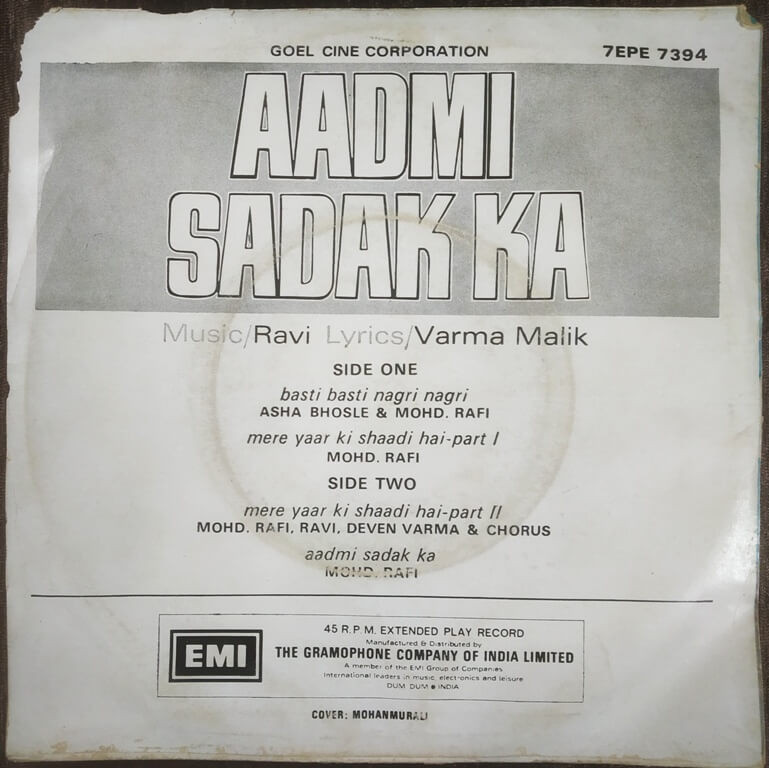 GOEL CINE CORPORATION
7EPE 7394
AADMI
SADAK KA
Music/Ravi Lyrics/Varma Malik
SIDE ONE
basti basti nagri nagri
ASHA BHOSLE & MOHD. RAFI
mere yaar ki shaadi hai-part I
MOHD. RAFI
SIDE TWO
mere yaar ki shaadi hai-part II
MOHD. RAFI, RAVI, DEVEN VARMA & CHORUS
aadmi sadak ka
MOHD. RAFI
EMI
45 R.P.M. EXTENDED PLAY RECORD
Manufactured & Distributed by
THE GRAMOPHONE COMPANY OF INDIA LIMITED
A member of the EMI Group of Companies
International leaders in music, electronics and leisure
DUM DUM ● INDIA
COVER: MOHANMURALI